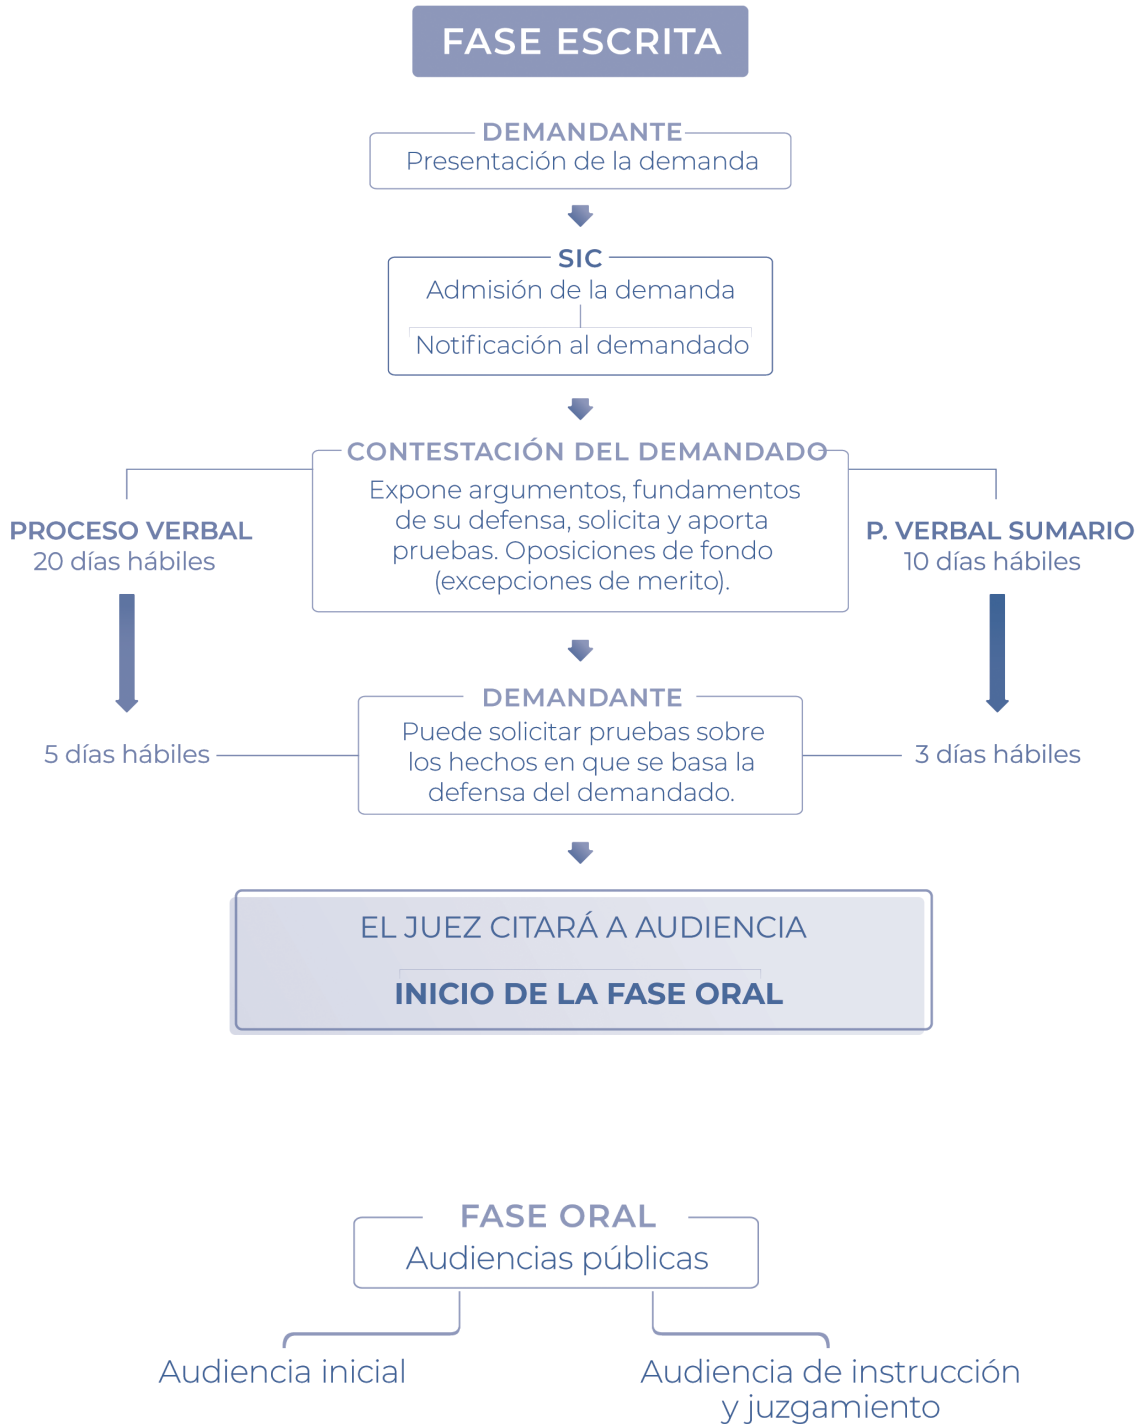 FASE ESCRITA
DEMANDANTE
Presentación de la demanda
SIC
Admisión de la demanda
Notificación al demandado
CONTESTACIÓN DEL DEMANDADO
Expone argumentos, fundamentos
de su defensa, solicita y aporta
pruebas. Oposiciones de fondo
(excepciones de merito).
PROCESO VERBAL
20 días hábiles
P. VERBAL SUMARIO
10 días hábiles
DEMANDANTE
Puede solicitar pruebas sobre
los hechos en que se basa la
defensa del demandado.
5 días hábiles
3 días hábiles
EL JUEZ CITARÁ A AUDIENCIA
INICIO DE LA FASE ORAL
FASE ORAL
Audiencias públicas
Audiencia inicial
Audiencia de instrucción
y juzgamiento